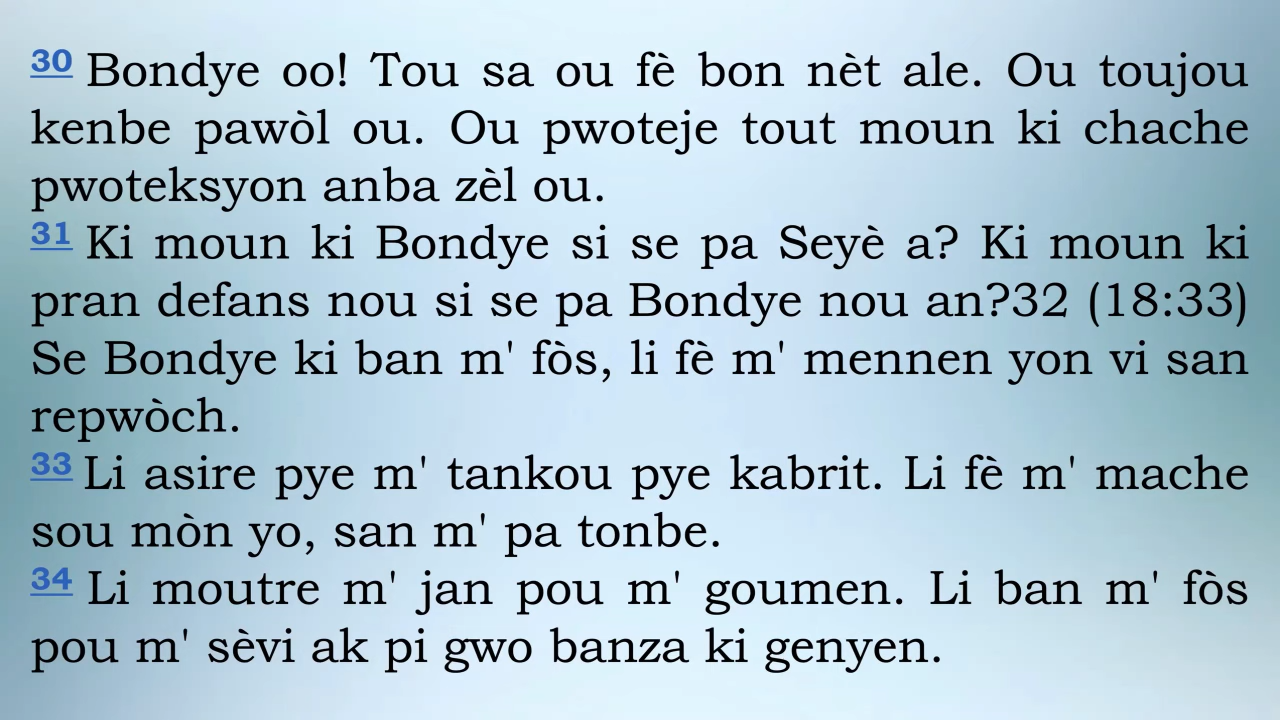 30 Bondye oo! Tou sa ou fè bon nèt ale. Ou toujou
kenbe pawòl ou. Ou pwoteje tout moun ki chache
pwoteksyon anba zèl ou.
31 Ki moun ki Bondye si se pa Seyè a? Ki moun ki
pran defans nou si se pa Bondye nou an?32 (18:33)
Se Bondye ki ban m' fòs, li fè m' mennen yon vi san
repwòch.
33 Li asire pye m' tankou pye kabrit. Li fè m' mache
sou mòn yo, san m' pa tonbe.
34 Li moutre m' jan pou m' goumen. Li ban m' fòs
pou m' sèvi ak pi gwo banza ki genyen.